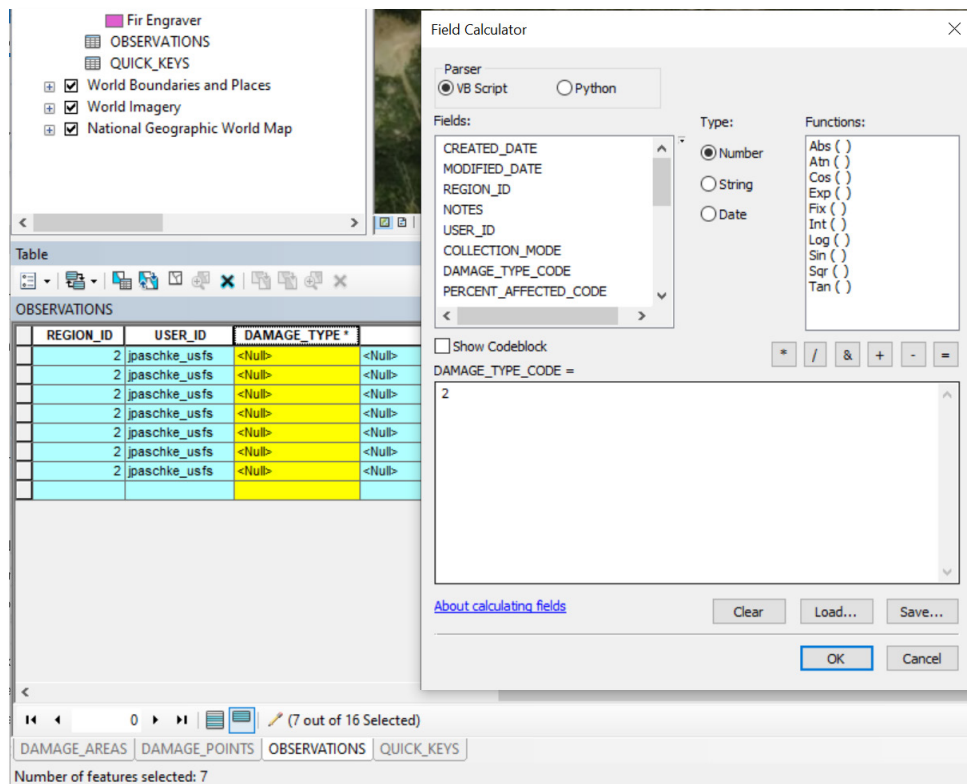 Fir Engraver
OBSERVATIONS
QUICK_KEYS
World Boundaries and Places
World Imagery
National Geographic World Map
Table
OBSERVATIONS
REGION_ID USER_ID DAMAGE_TYPE *
2 jpaschke_usfs <Null> <Null>
2 jpaschke_usfs <Null> <Null>
2 jpaschke_usfs <Null> <Null>
2 jpaschke_usfs <Null> <Null>
2 jpaschke_usfs <Null> <Null>
2 jpaschke_usfs <Null> <Null>
2 jpaschke_usfs <Null> <Null>
0 (7 out of 16 Selected)
DAMAGE_AREAS DAMAGE_POINTS OBSERVATIONS QUICK_KEYS
Number of features selected: 7
Field Calculator
Parser
VB Script Python
Fields:
CREATED_DATE
MODIFIED_DATE
REGION_ID
NOTES
USER_ID
COLLECTION_MODE
DAMAGE_TYPE_CODE
PERCENT_AFFECTED_CODE
Type:
Number
String
Date
Functions:
Abs ( )
Atn ( )
Cos ( )
Exp ( )
Fix ( )
Int ( )
Log ( )
Sin ( )
Sqr ( )
Tan ( )
Show Codeblock
* / & + - =
DAMAGE_TYPE_CODE =
2
About calculating fields
Clear Load... Save...
OK Cancel